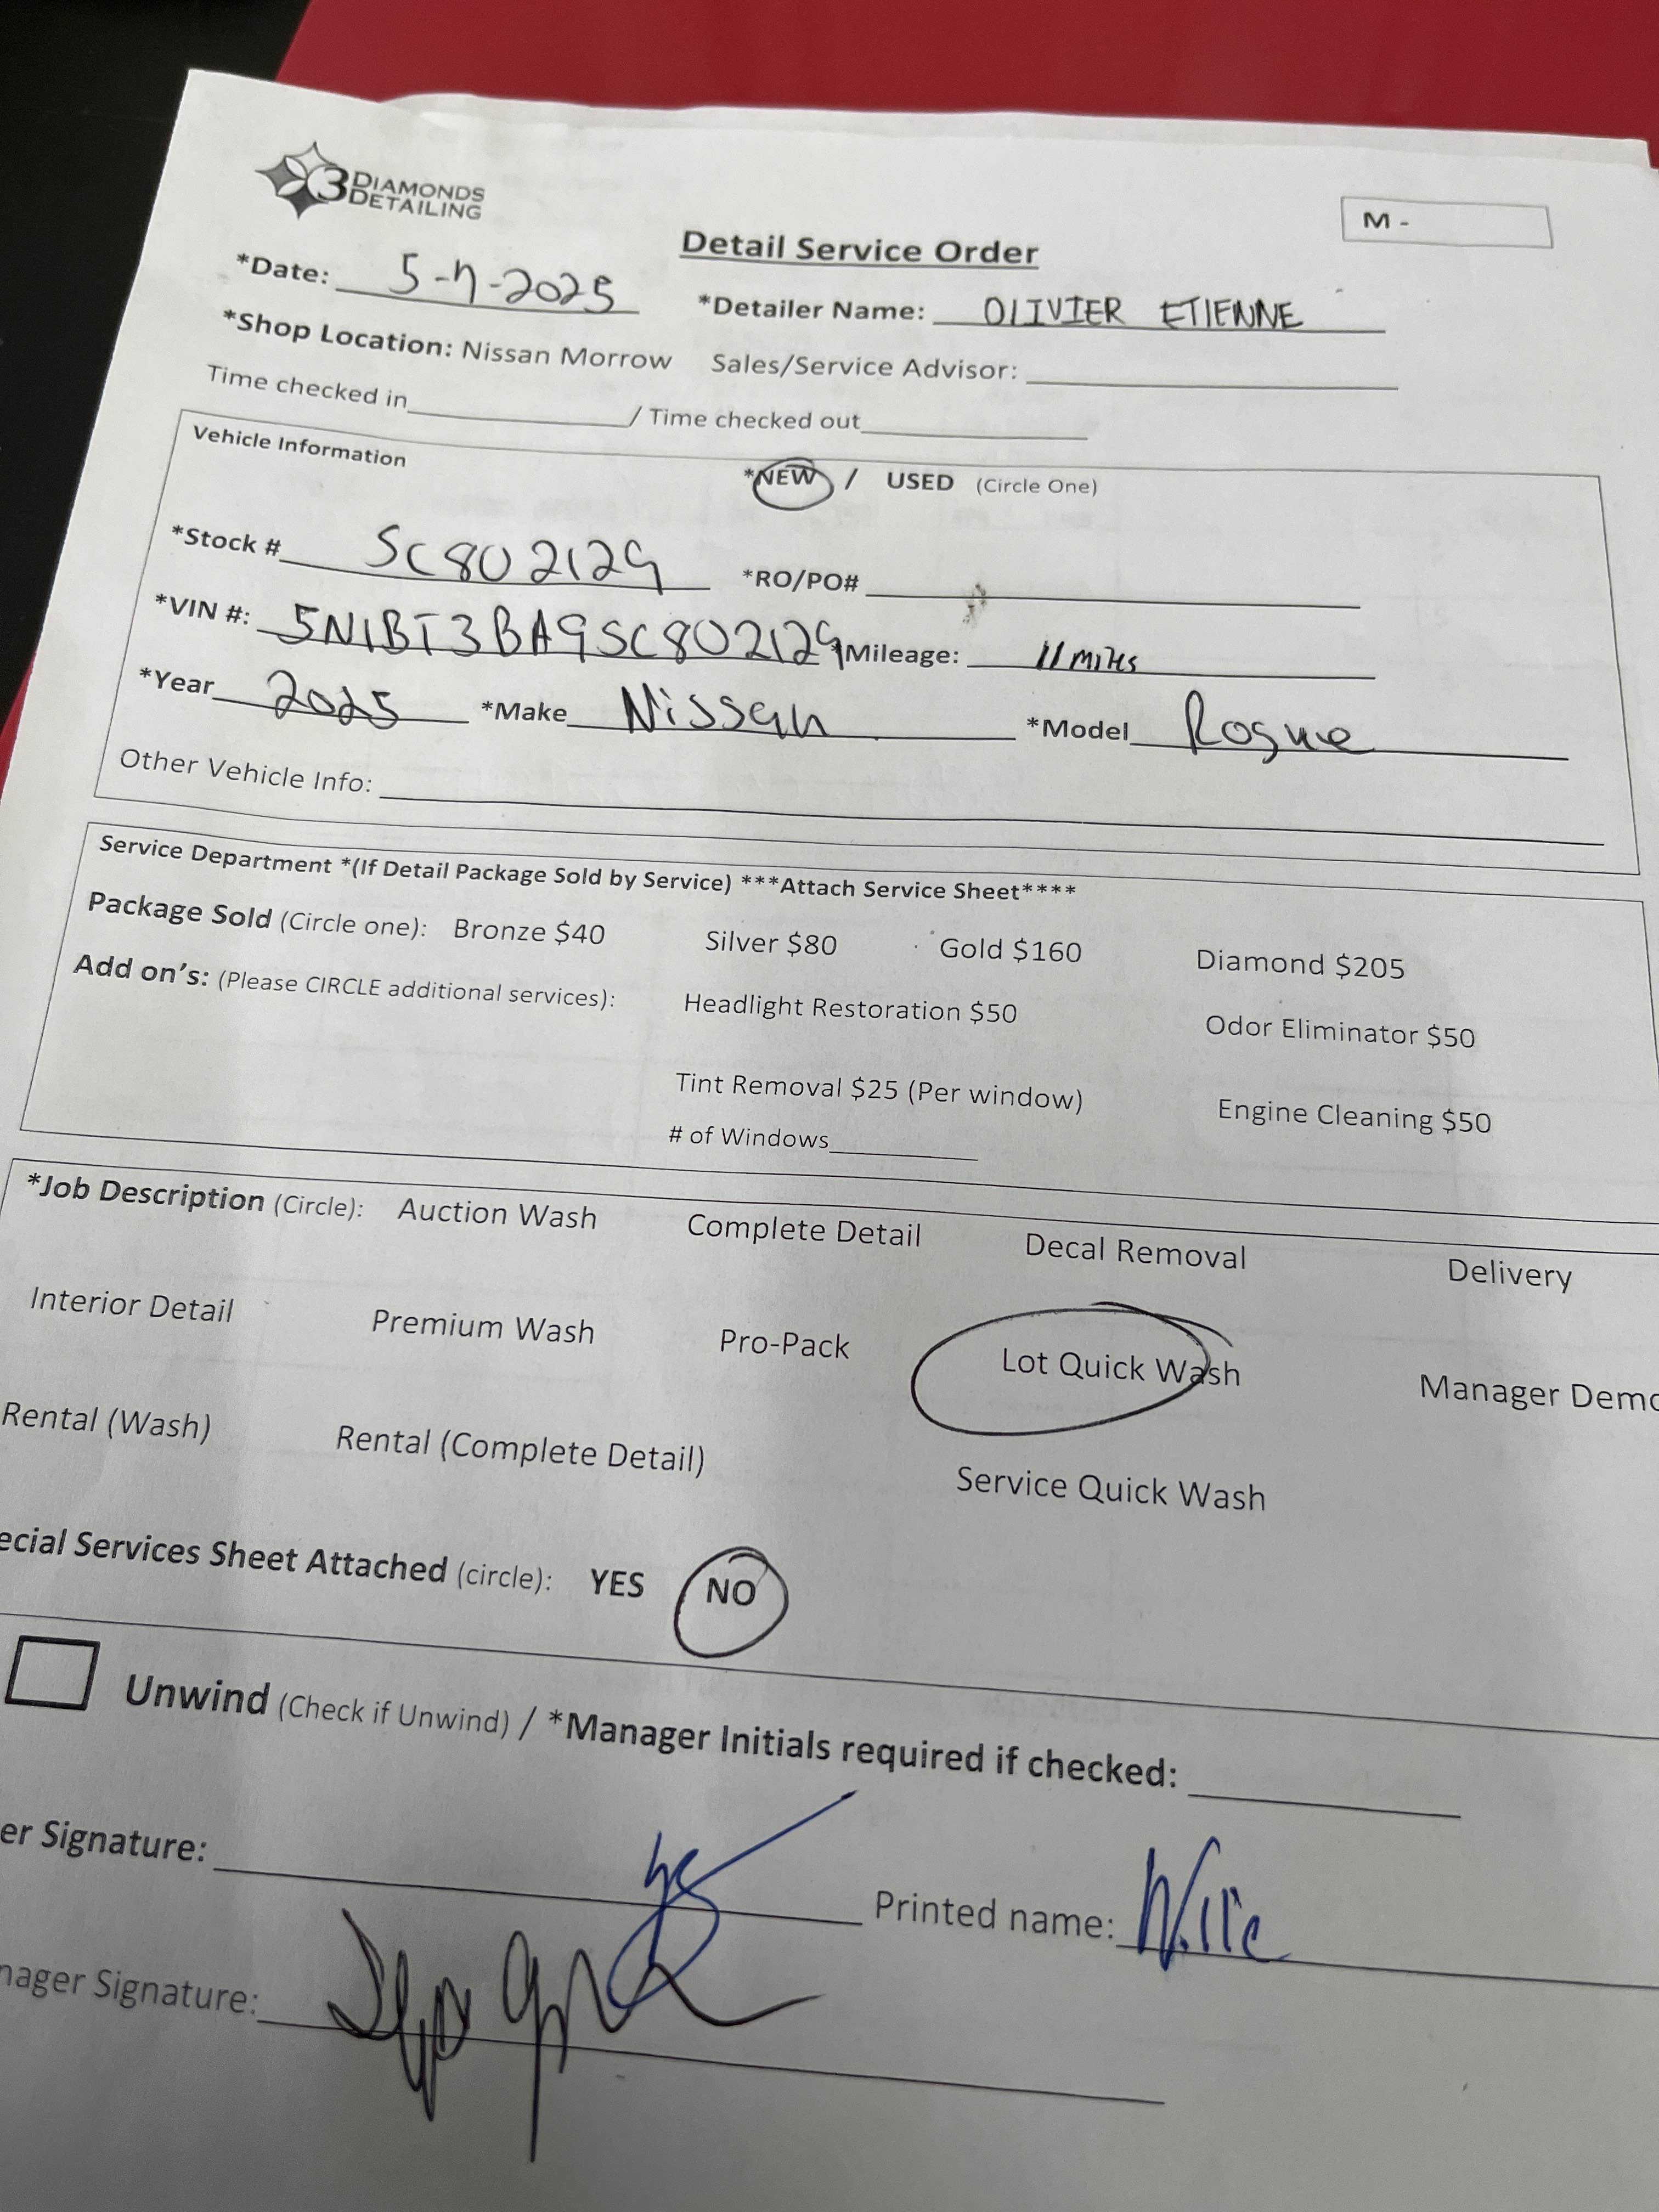 3 DIAMONDS DETAILING
M -
Detail Service Order
*Date: 5-7-2025 *Detailer Name: OLIVIER ETIENNE
*Shop Location: Nissan Morrow Sales/Service Advisor:
Time checked in / Time checked out
Vehicle Information
*NEW / USED (Circle One)
*Stock # SC802129 *RO/PO#
*VIN #: 5N1BT3BA9SC802129 Mileage: 11 miles
*Year 2025 *Make Nissan *Model Rogue
Other Vehicle Info:
Service Department *(If Detail Package Sold by Service) ***Attach Service Sheet****
Package Sold (Circle one): Bronze $40 Silver $80 Gold $160 Diamond $205
Add on's: (Please CIRCLE additional services): Headlight Restoration $50 Odor Eliminator $50
Tint Removal $25 (Per window) Engine Cleaning $50
# of Windows
*Job Description (Circle): Auction Wash Complete Detail Decal Removal Delivery
Interior Detail Premium Wash Pro-Pack Lot Quick Wash Manager Demo
Rental (Wash) Rental (Complete Detail) Service Quick Wash
ecial Services Sheet Attached (circle): YES NO
Unwind (Check if Unwind) / *Manager Initials required if checked:
er Signature: Printed name: Willie
nager Signature: